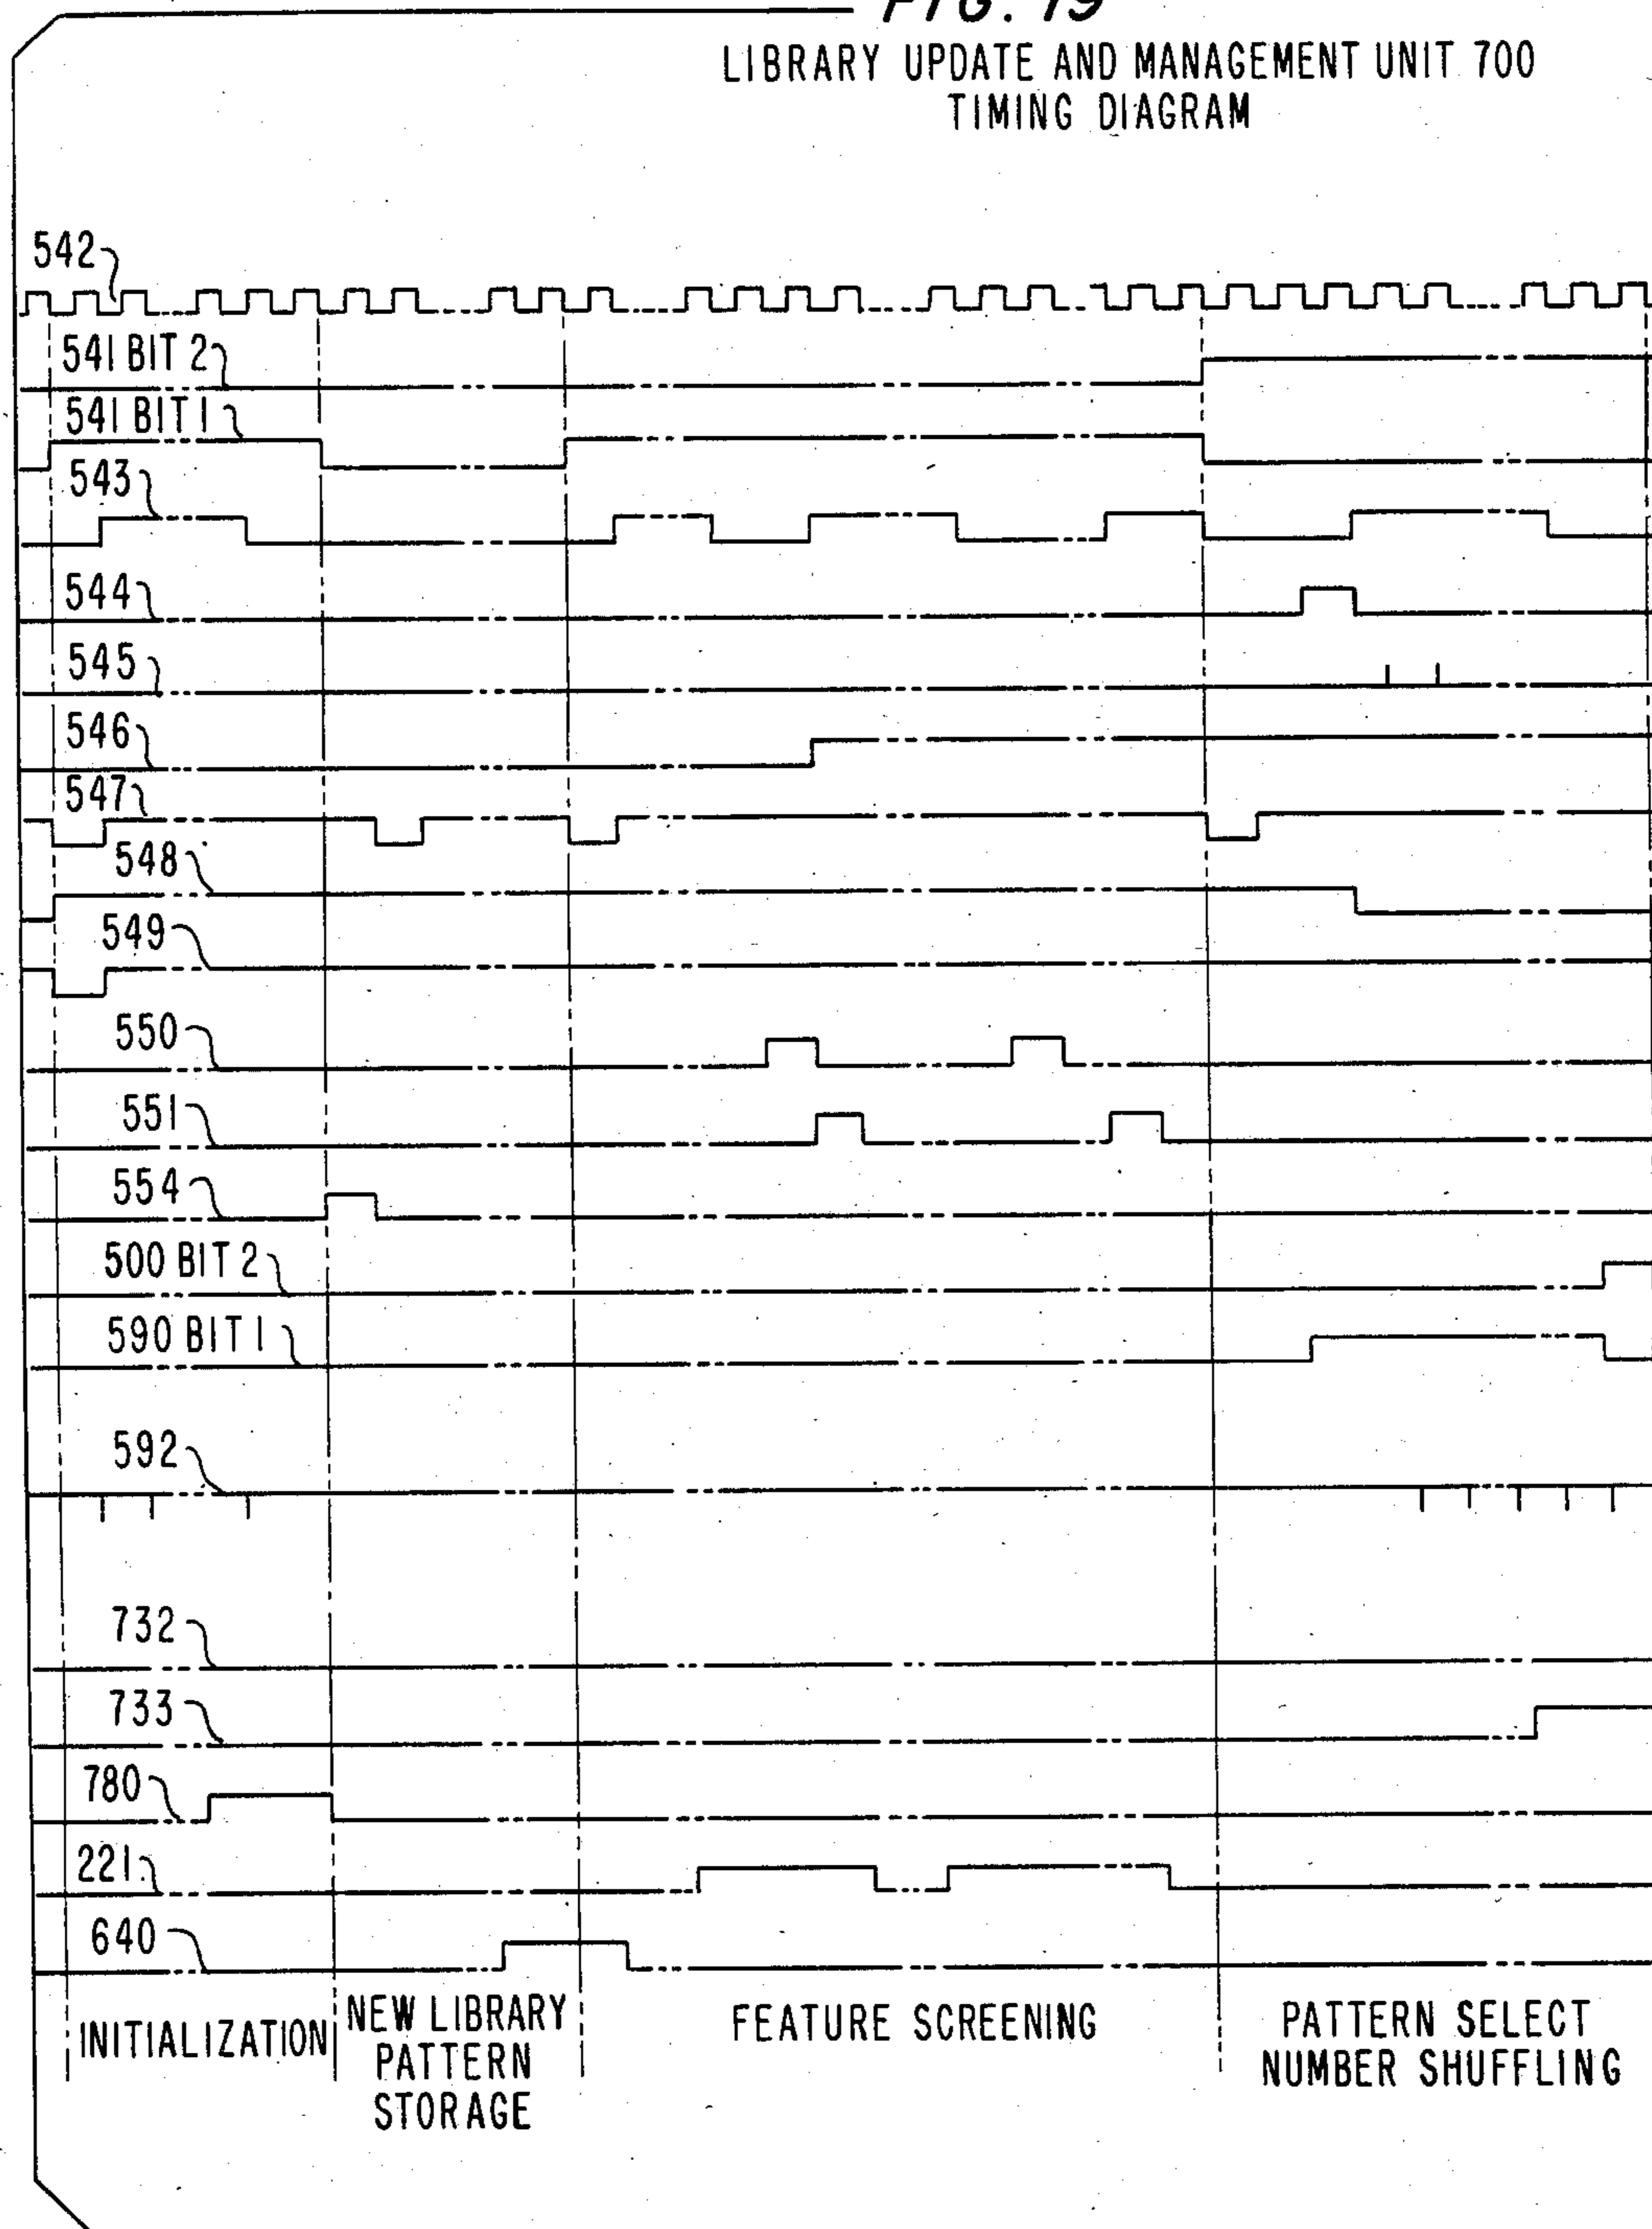 FIG. 19
LIBRARY UPDATE AND MANAGEMENT UNIT 700
TIMING DIAGRAM
542
541 BIT 2
541 BIT 1
543
544
545
546
547
548
549
550
551
554
500 BIT 2
590 BIT 1
592
732
733
780
221
640
INITIALIZATION
NEW LIBRARY
PATTERN
STORAGE
FEATURE SCREENING
PATTERN SELECT
NUMBER SHUFFLING